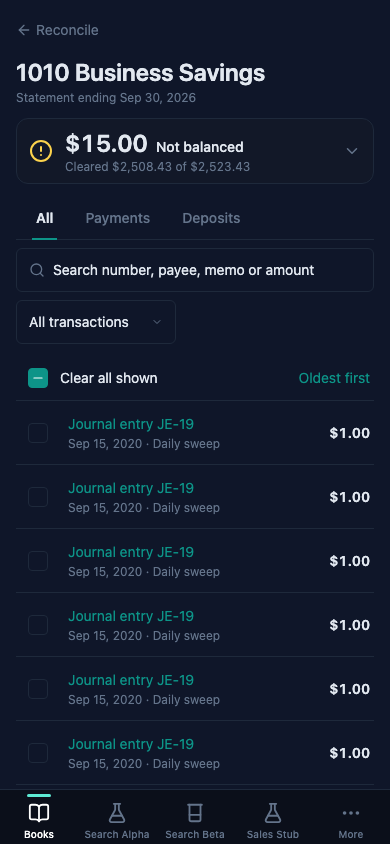 Reconcile
1010 Business Savings
Statement ending Sep 30, 2026
$15.00 Not balanced
Cleared $2,508.43 of $2,523.43
All Payments Deposits
Search number, payee, memo or amount
All transactions
Clear all shown Oldest first
Journal entry JE-19
Sep 15, 2020 · Daily sweep $1.00
Journal entry JE-19
Sep 15, 2020 · Daily sweep $1.00
Journal entry JE-19
Sep 15, 2020 · Daily sweep $1.00
Journal entry JE-19
Sep 15, 2020 · Daily sweep $1.00
Journal entry JE-19
Sep 15, 2020 · Daily sweep $1.00
Journal entry JE-19
Sep 15, 2020 · Daily sweep $1.00
Books Search Alpha Search Beta Sales Stub More